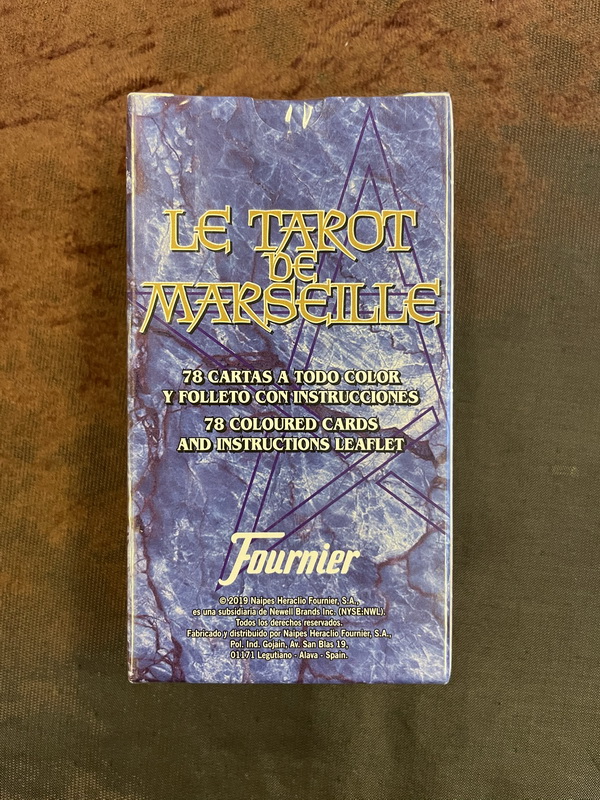 LE TAROT
DE
MARSEILLE
78 CARTAS A TODO COLOR
Y FOLLETO CON INSTRUCCIONES
78 COLOURED CARDS
AND INSTRUCTIONS LEAFLET
Fournier
© 2019 Naipes Heraclio Fournier, S.A.,
es una subsidiaria de Newell Brands Inc. (NYSE:NWL).
Todos los derechos reservados.
Fabricado y distribuido por Naipes Heraclio Fournier, S.A.,
Pol. Ind. Gojain, Av. San Blas 19,
01171 Legutiano - Alava - Spain.